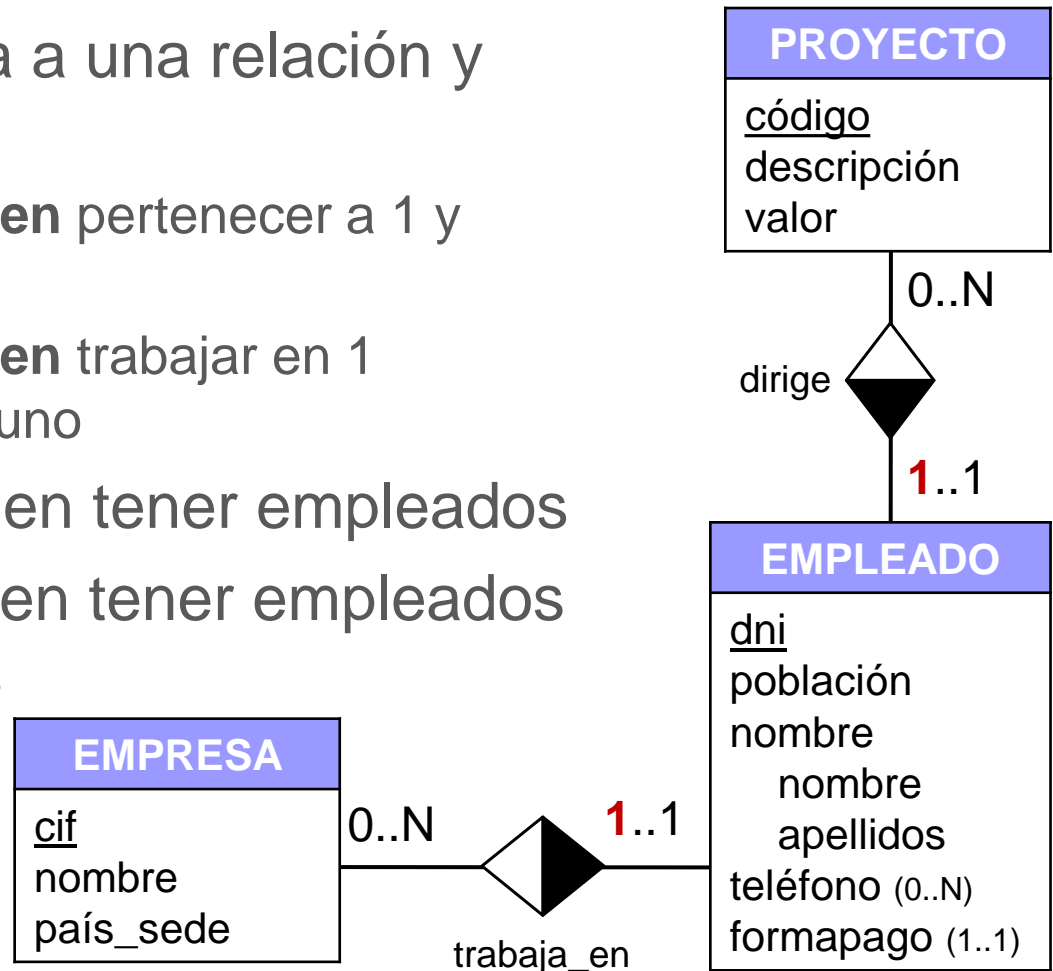 a una relación y
en pertenecer a 1 y
en trabajar en 1
uno
en tener empleados
en tener empleados
PROYECTO
código
descripción
valor
0..N
dirige
1..1
EMPLEADO
dni
población
nombre
nombre
apellidos
teléfono (0..N)
formapago (1..1)
EMPRESA
cif
nombre
país_sede
0..N
1..1
trabaja_en